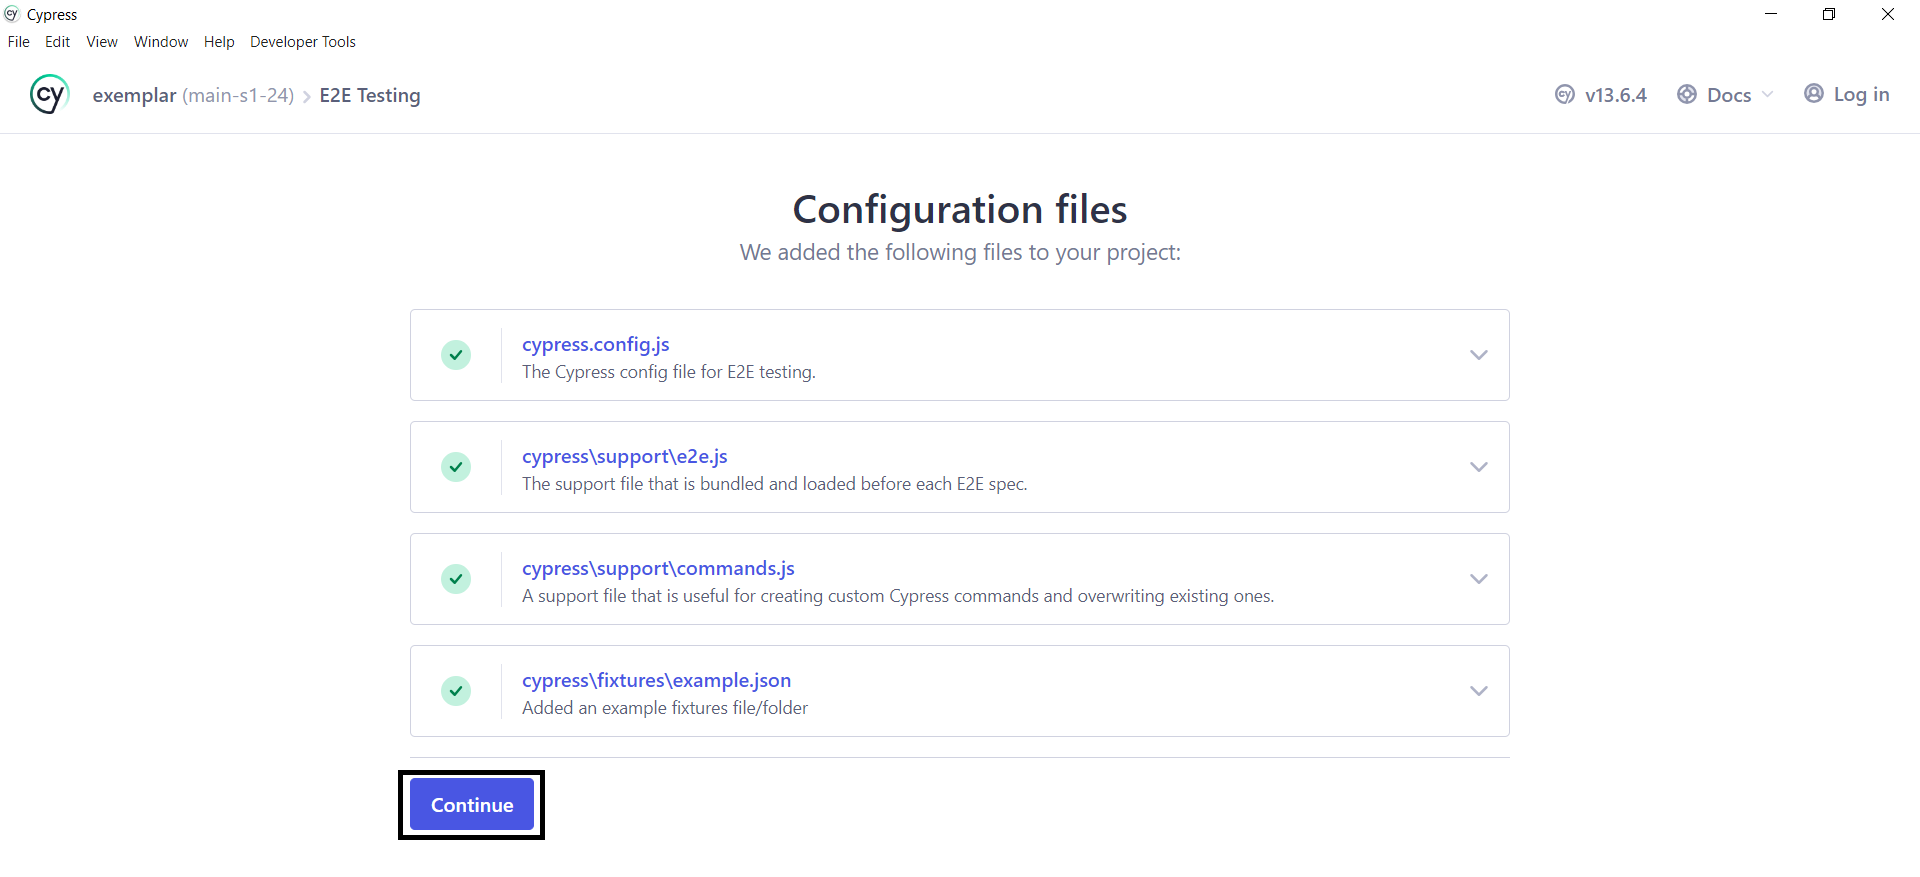 cy Cypress
File Edit View Window Help Developer Tools
cy exemplar (main-s1-24) > E2E Testing
cy v13.6.4 Docs Log in
Configuration files
We added the following files to your project:
cypress.config.js
The Cypress config file for E2E testing.
cypress\support\e2e.js
The support file that is bundled and loaded before each E2E spec.
cypress\support\commands.js
A support file that is useful for creating custom Cypress commands and overwriting existing ones.
cypress\fixtures\example.json
Added an example fixtures file/folder
Continue